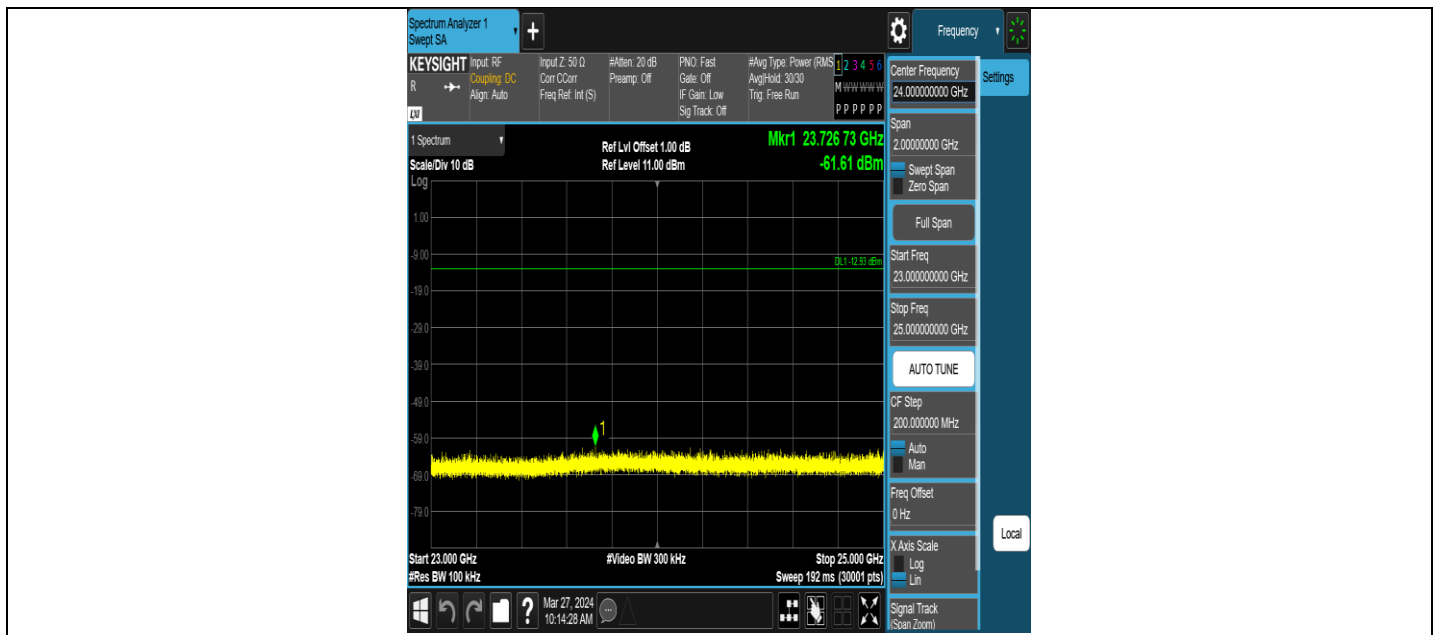 Spectrum Analyzer 1
Swept SA
+
Frequency
KEYSIGHT
R
LXI
Input: RF
Coupling: DC
Align: Auto
Input Z: 50 Ω
Corr CCorr
Freq Ref: Int (S)
#Atten: 20 dB
Preamp: Off
PNO: Fast
Gate: Off
IF Gain: Low
Sig Track: Off
#Avg Type: Power (RMS
Avg|Hold: 30/30
Trig: Free Run
1 2 3 4 5 6
M W W W W W
P P P P P P
1 Spectrum
Scale/Div 10 dB
Log
Ref Lvl Offset 1.00 dB
Ref Level 11.00 dBm
Mkr1 23.726 73 GHz
-61.61 dBm
1.00
-9.00
DL1 -12.93 dBm
-19.0
-29.0
-39.0
-49.0
1
-59.0
-69.0
-79.0
Start 23.000 GHz
#Video BW 300 kHz
Stop 25.000 GHz
#Res BW 100 kHz
Sweep 192 ms (30001 pts)
?
Mar 27, 2024
10:14:28 AM
Center Frequency
24.00000000 GHz
Settings
Span
2.00000000 GHz
Swept Span
Zero Span
Full Span
Start Freq
23.000000000 GHz
Stop Freq
25.000000000 GHz
AUTO TUNE
CF Step
200.000000 MHz
Auto
Man
Freq Offset
0 Hz
X Axis Scale
Log
Lin
Local
Signal Track
(Span Zoom)